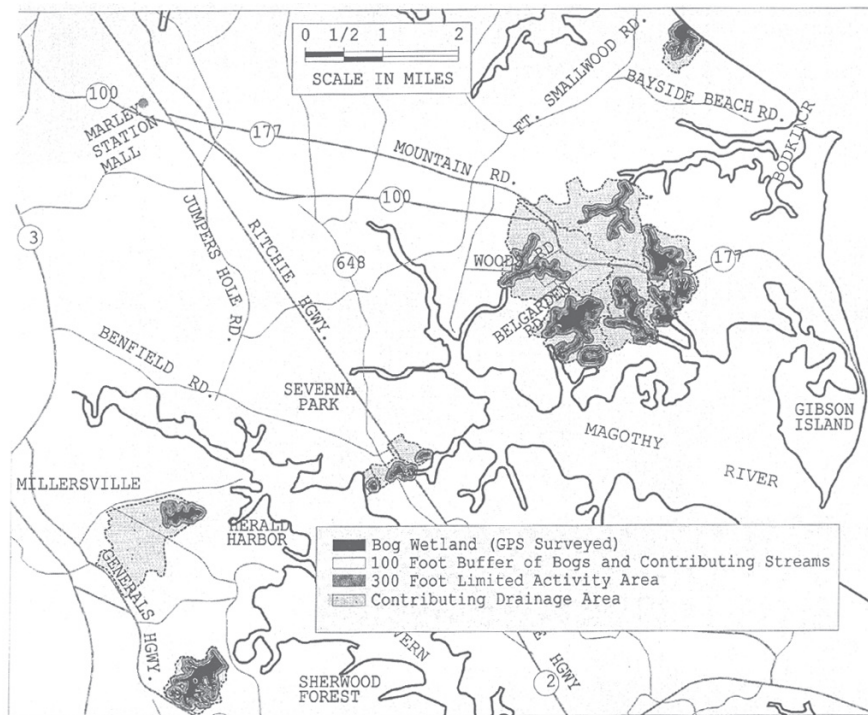 0 1/2 1 2
SCALE IN MILES
FT. SMALLWOOD RD.
BAYSIDE BEACH RD.
BODKINCR
100
MARLEY
STATION
MALL
177
MOUNTAIN RD.
100
3
JUMPERS HOLE RD.
RITCHIE HGWY.
648
WOODS RD.
177
BELGARDEN
RD.
BENFIELD RD.
SEVERNA
PARK
GIBSON
ISLAND
MAGOTHY
RIVER
MILLERSVILLE
HERALD
HARBOR
GENERALS HGWY.
Bog Wetland (GPS Surveyed)
100 Foot Buffer of Bogs and Contributing Streams
300 Foot Limited Activity Area
Contributing Drainage Area
VERN
E HGWY
SHERWOOD
FOREST
2